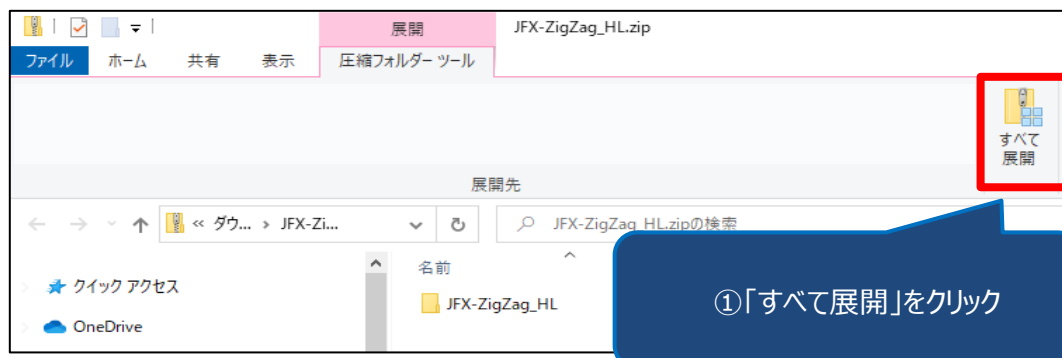 展開
JFX-ZigZag_HL.zip
ファイル ホーム 共有 表示 圧縮フォルダー ツール
すべて
展開
展開先
« ダウ... › JFX-Zi...
JFX-ZigZag_HL.zipの検索
クイック アクセス
OneDrive
名前
JFX-ZigZag_HL
①「すべて展開」をクリック